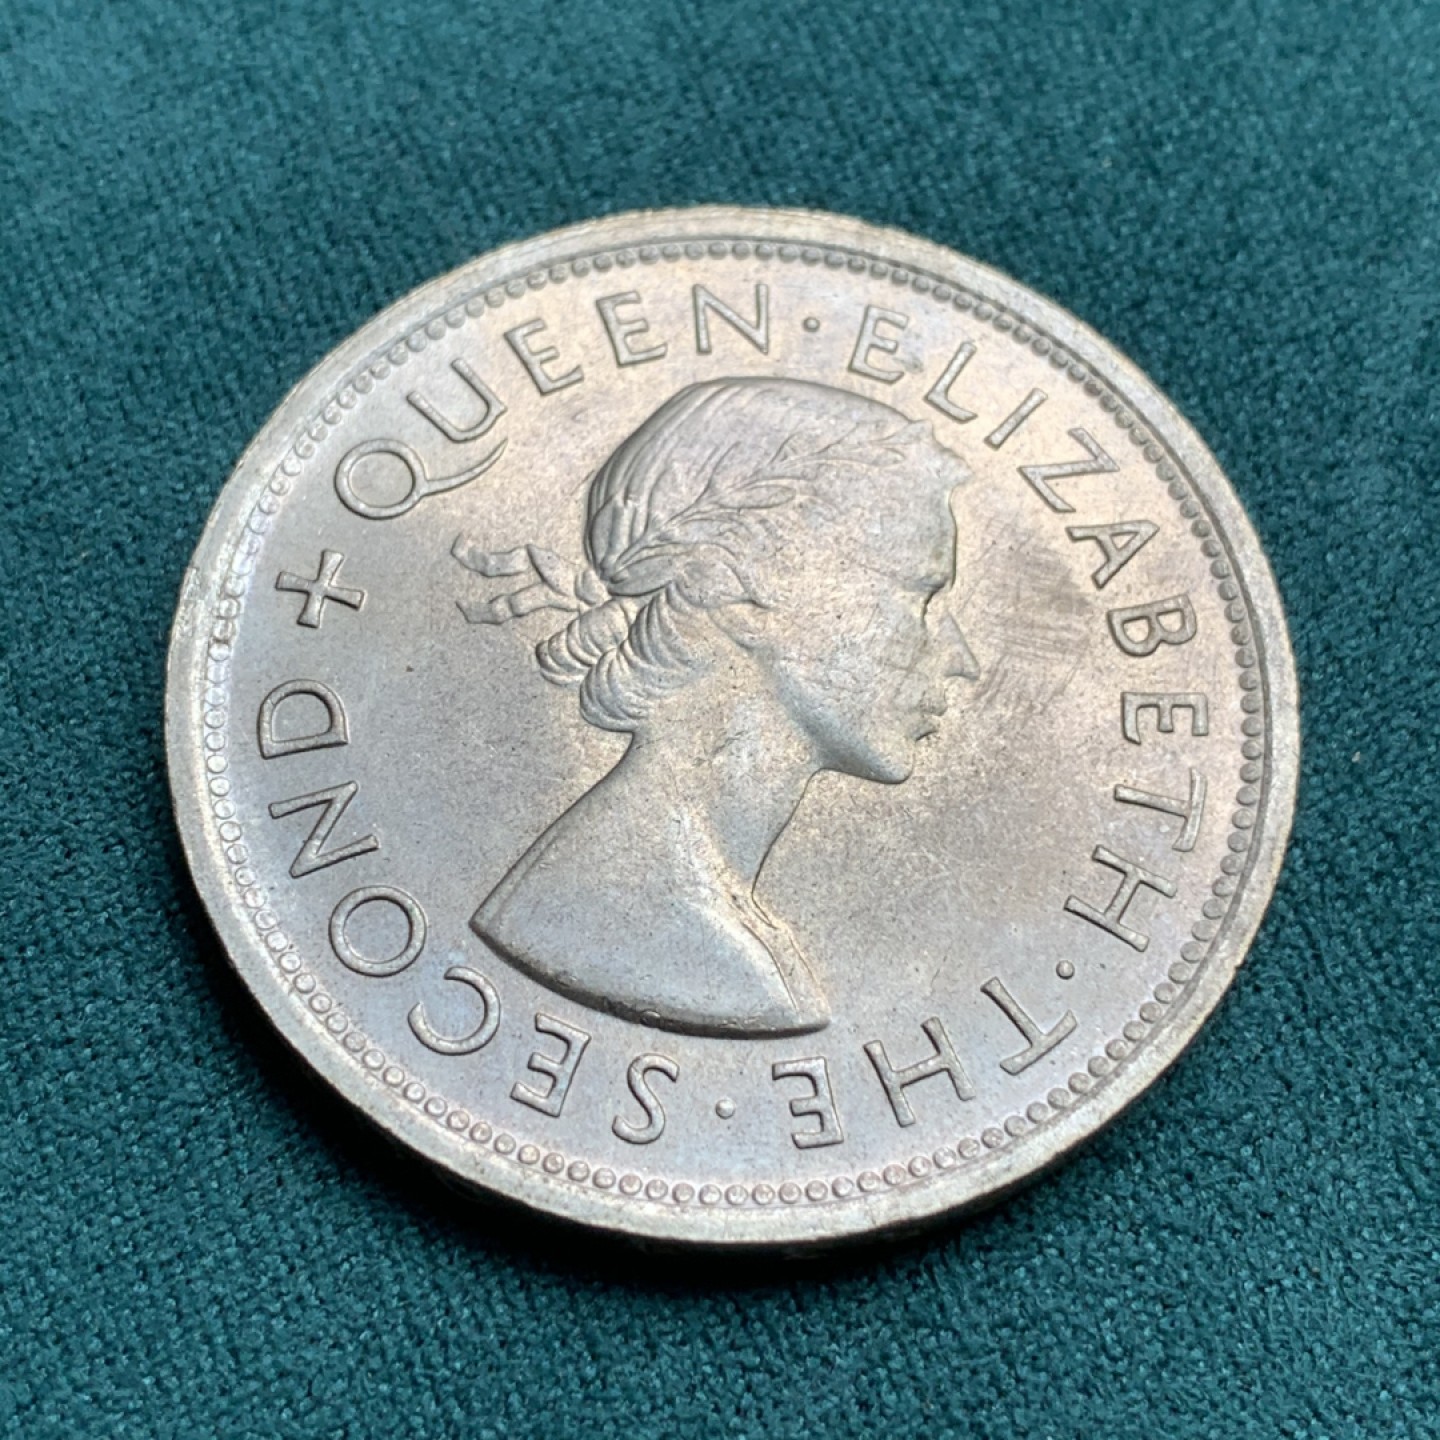 + QUEEN · ELIZABETH · THE · SECOND